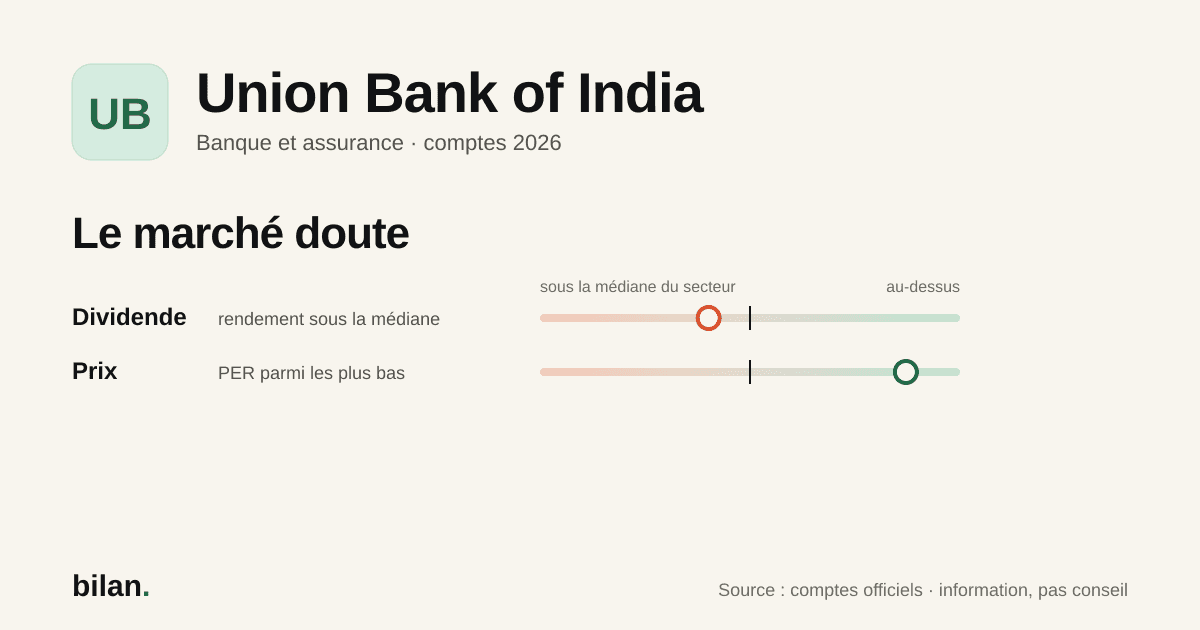 UB
Union Bank of India
Banque et assurance · comptes 2026
Le marché doute
sous la médiane du secteur au-dessus
Dividende rendement sous la médiane
Prix PER parmi les plus bas
bilan.
Source : comptes officiels · information, pas conseil